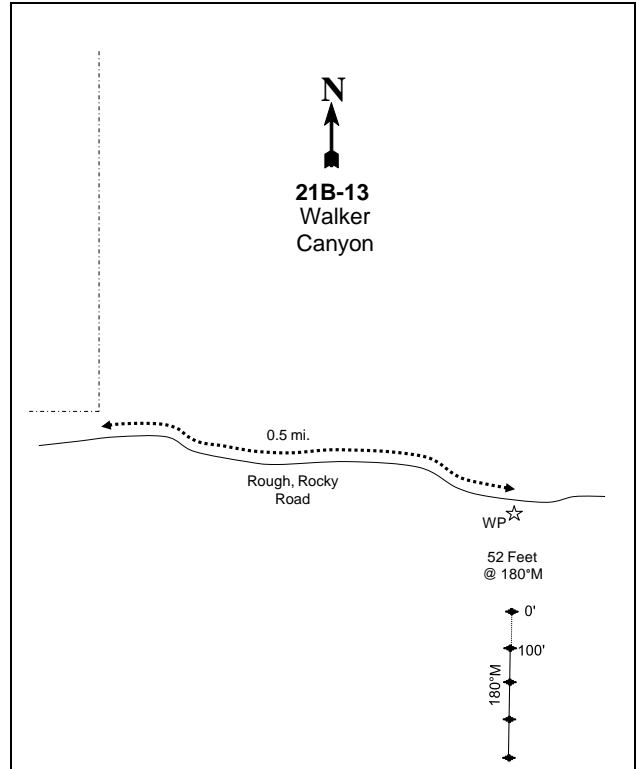 N
21B-13
Walker
Canyon
0.5 mi.
Rough, Rocky
Road
WP
52 Feet
@ 180°M
0'
100'
180°M